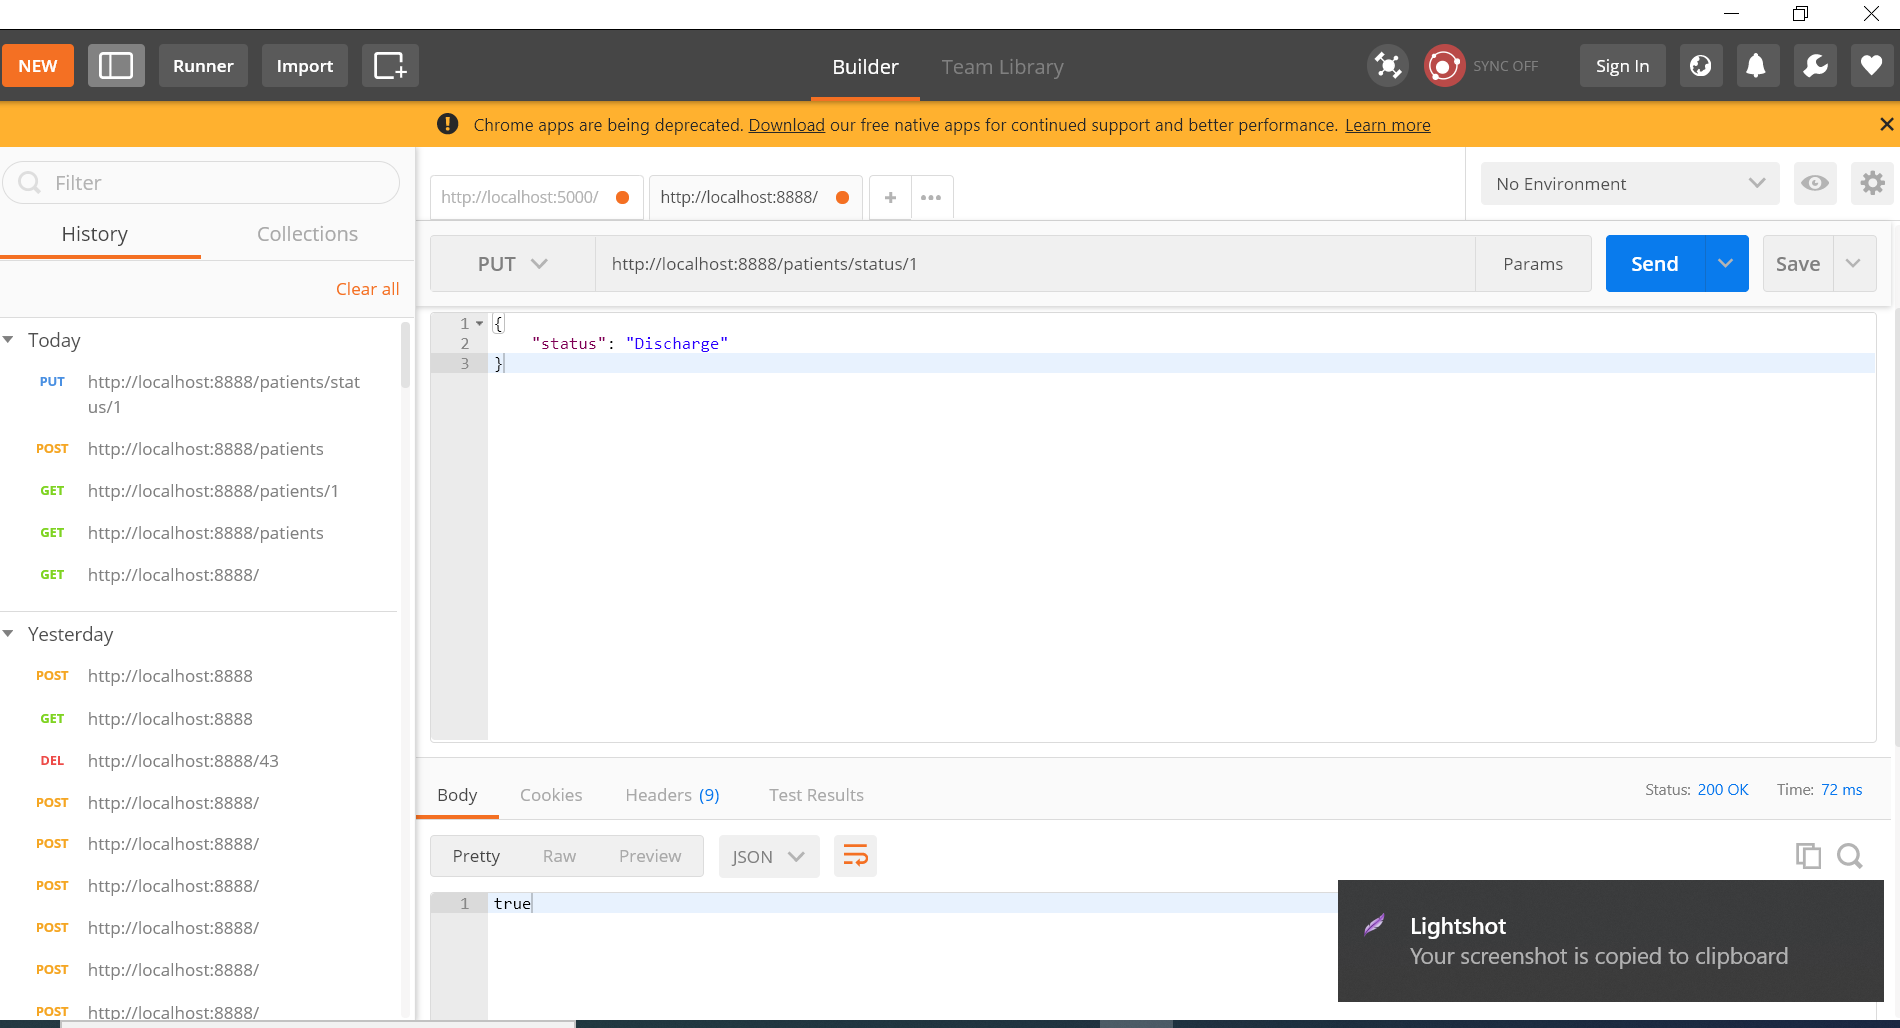 NEW
Runner
Import
Builder
Team Library
SYNC OFF
Sign In
Chrome apps are being deprecated. Download our free native apps for continued support and better performance. Learn more
Filter
History
Collections
Clear all
Today
PUT http://localhost:8888/patients/stat
us/1
POST http://localhost:8888/patients
GET http://localhost:8888/patients/1
GET http://localhost:8888/patients
GET http://localhost:8888/
Yesterday
POST http://localhost:8888
GET http://localhost:8888
DEL http://localhost:8888/43
POST http://localhost:8888/
POST http://localhost:8888/
POST http://localhost:8888/
POST http://localhost:8888/
POST http://localhost:8888/
POST http://localhost:8888/
http://localhost:5000/
http://localhost:8888/
No Environment
PUT
http://localhost:8888/patients/status/1
Params
Send
Save
1 {
2 "status": "Discharge"
3 }
Body
Cookies
Headers (9)
Test Results
Status: 200 OK
Time: 72 ms
Pretty
Raw
Preview
JSON
1 true
Lightshot
Your screenshot is copied to clipboard